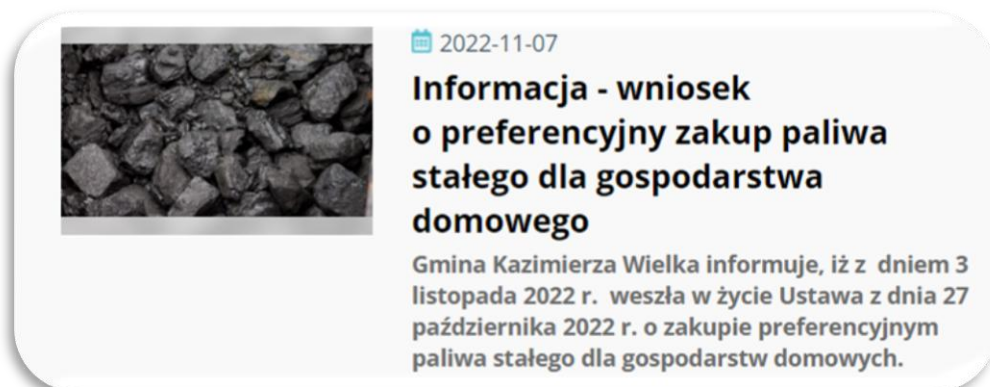 2022-11-07
Informacja - wniosek
o preferencyjny zakup paliwa
stałego dla gospodarstwa
domowego
Gmina Kazimierza Wielka informuje, iż z dniem 3
listopada 2022 r. weszła w życie Ustawa z dnia 27
października 2022 r. o zakupie preferencyjnym
paliwa stałego dla gospodarstw domowych.